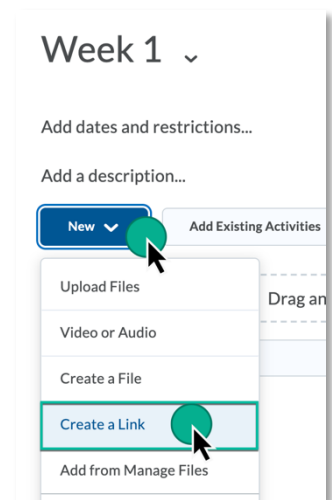 Week 1
Add dates and restrictions...
Add a description...
New
Add Existing Activities
Upload Files
Drag an
Video or Audio
Create a File
Create a Link
Add from Manage Files